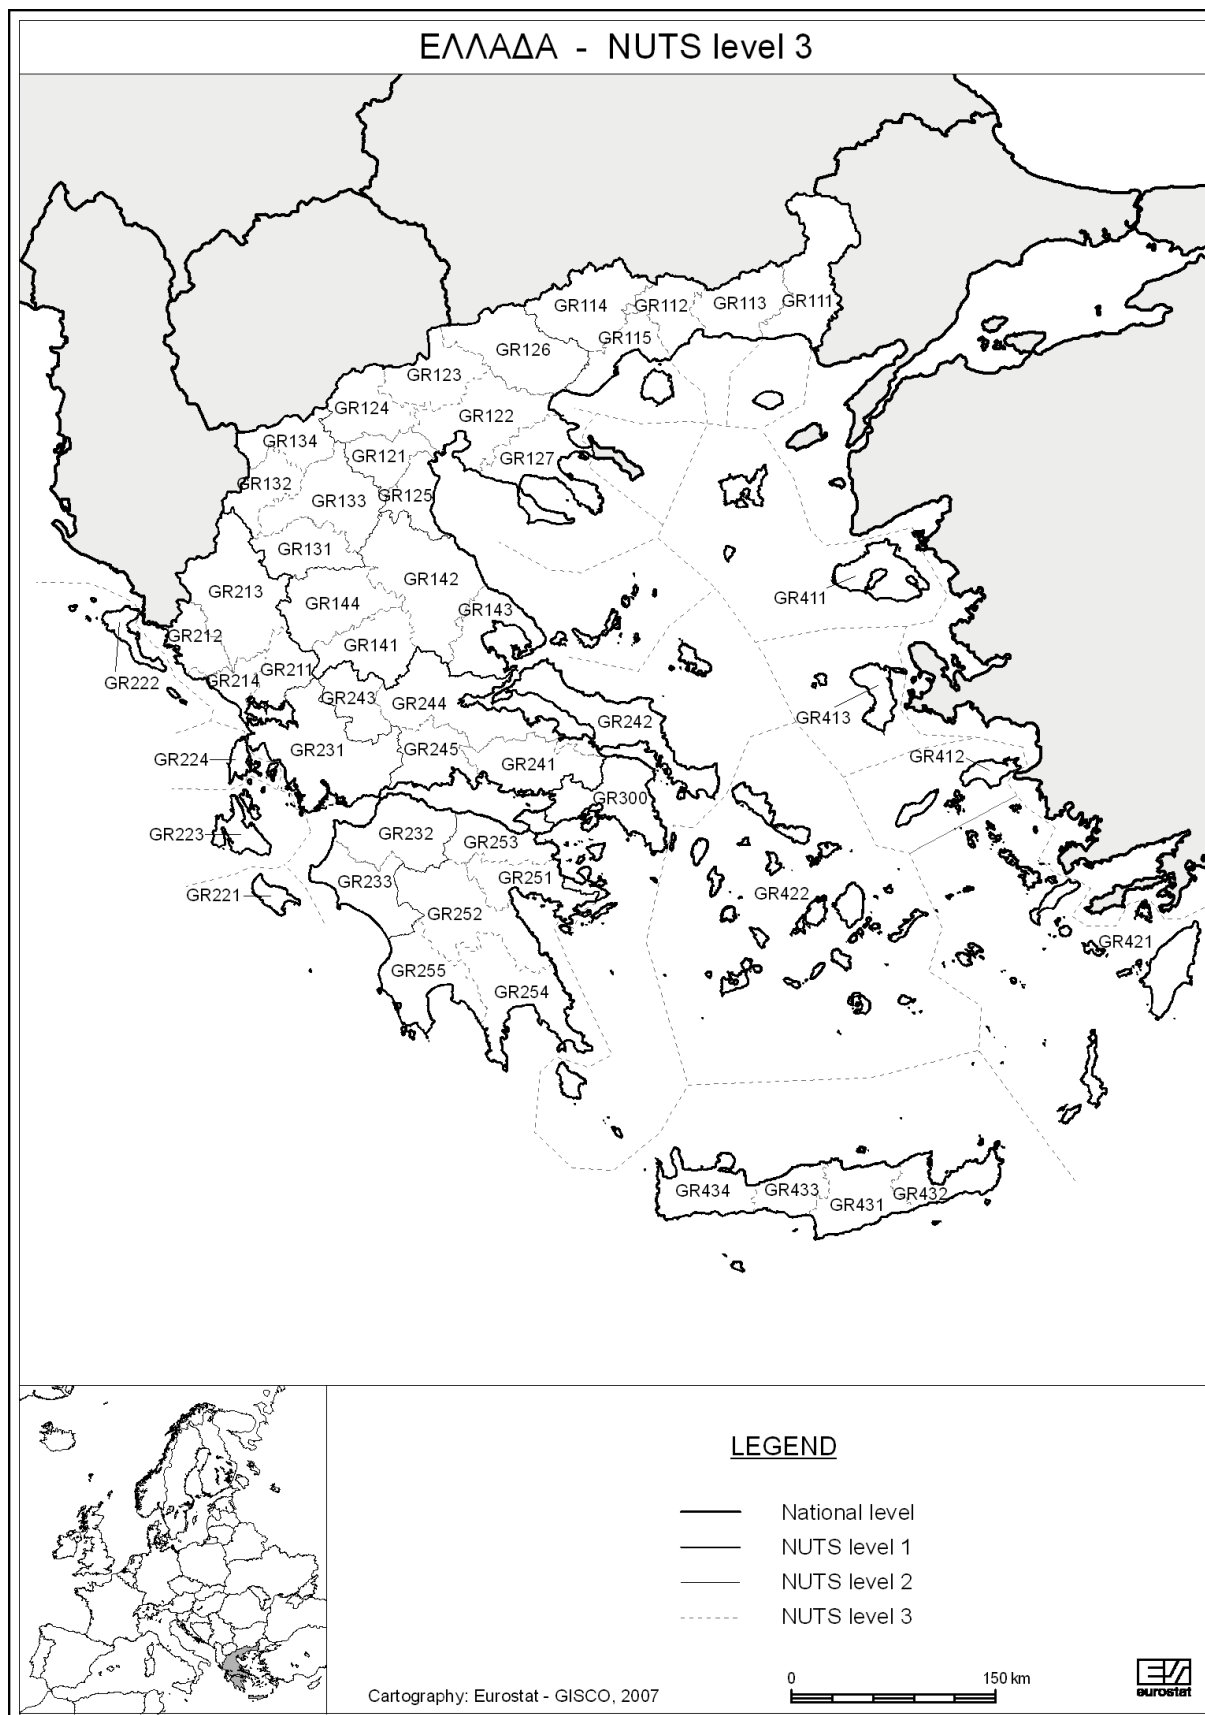 ΕΛΛΑΔΑ - NUTS level 3
GR114
GR112
GR113
GR111
GR115
GR126
GR123
GR124
GR122
GR134
GR121
GR127
GR132
GR133
GR125
GR131
GR142
GR213
GR144
GR143
GR411
GR212
GR141
GR211
GR222
GR214
GR243
GR244
GR242
GR413
GR231
GR245
GR224
GR241
GR412
GR300
GR223
GR232
GR253
GR233
GR251
GR221
GR422
GR252
GR421
GR255
GR254
GR434
GR433
GR432
GR431
LEGEND
National level
NUTS level 1
NUTS level 2
NUTS level 3
0 150 km
Cartography: Eurostat - GISCO, 2007
eurostat